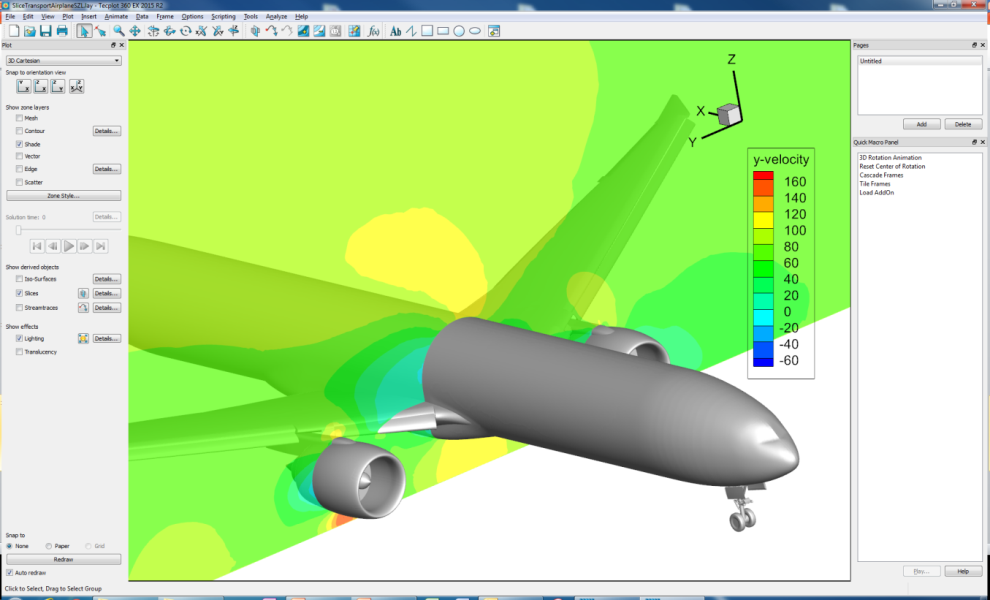 SliceTransportAirplaneSZLJay - Tecplot 360 EX 2015 R2
File Edit View Plot Insert Animate Data Frame Options Scripting Tools Analyze Help
Plot
3D Cartesian
Snap to orientation view
Show zone layers
Mesh
Contour Details...
Shade
Vector
Edge Details...
Scatter
Zone Style...
Solution time: 0 Details...
Show derived objects
Iso-Surfaces Details...
Slices Details...
Streamtraces Details...
Show effects
Lighting Details...
Translucency
Snap to
None Paper Grid
Redraw
Auto redraw
Click to Select, Drag to Select Group
Z
X
Y
y-velocity
160
140
120
100
80
60
40
20
0
-20
-40
-60
Pages
Untitled
Add Delete
Quick Macro Panel
3D Rotation Animation
Reset Center of Rotation
Cascade Frames
Tile Frames
Load AddOn
Play... Help